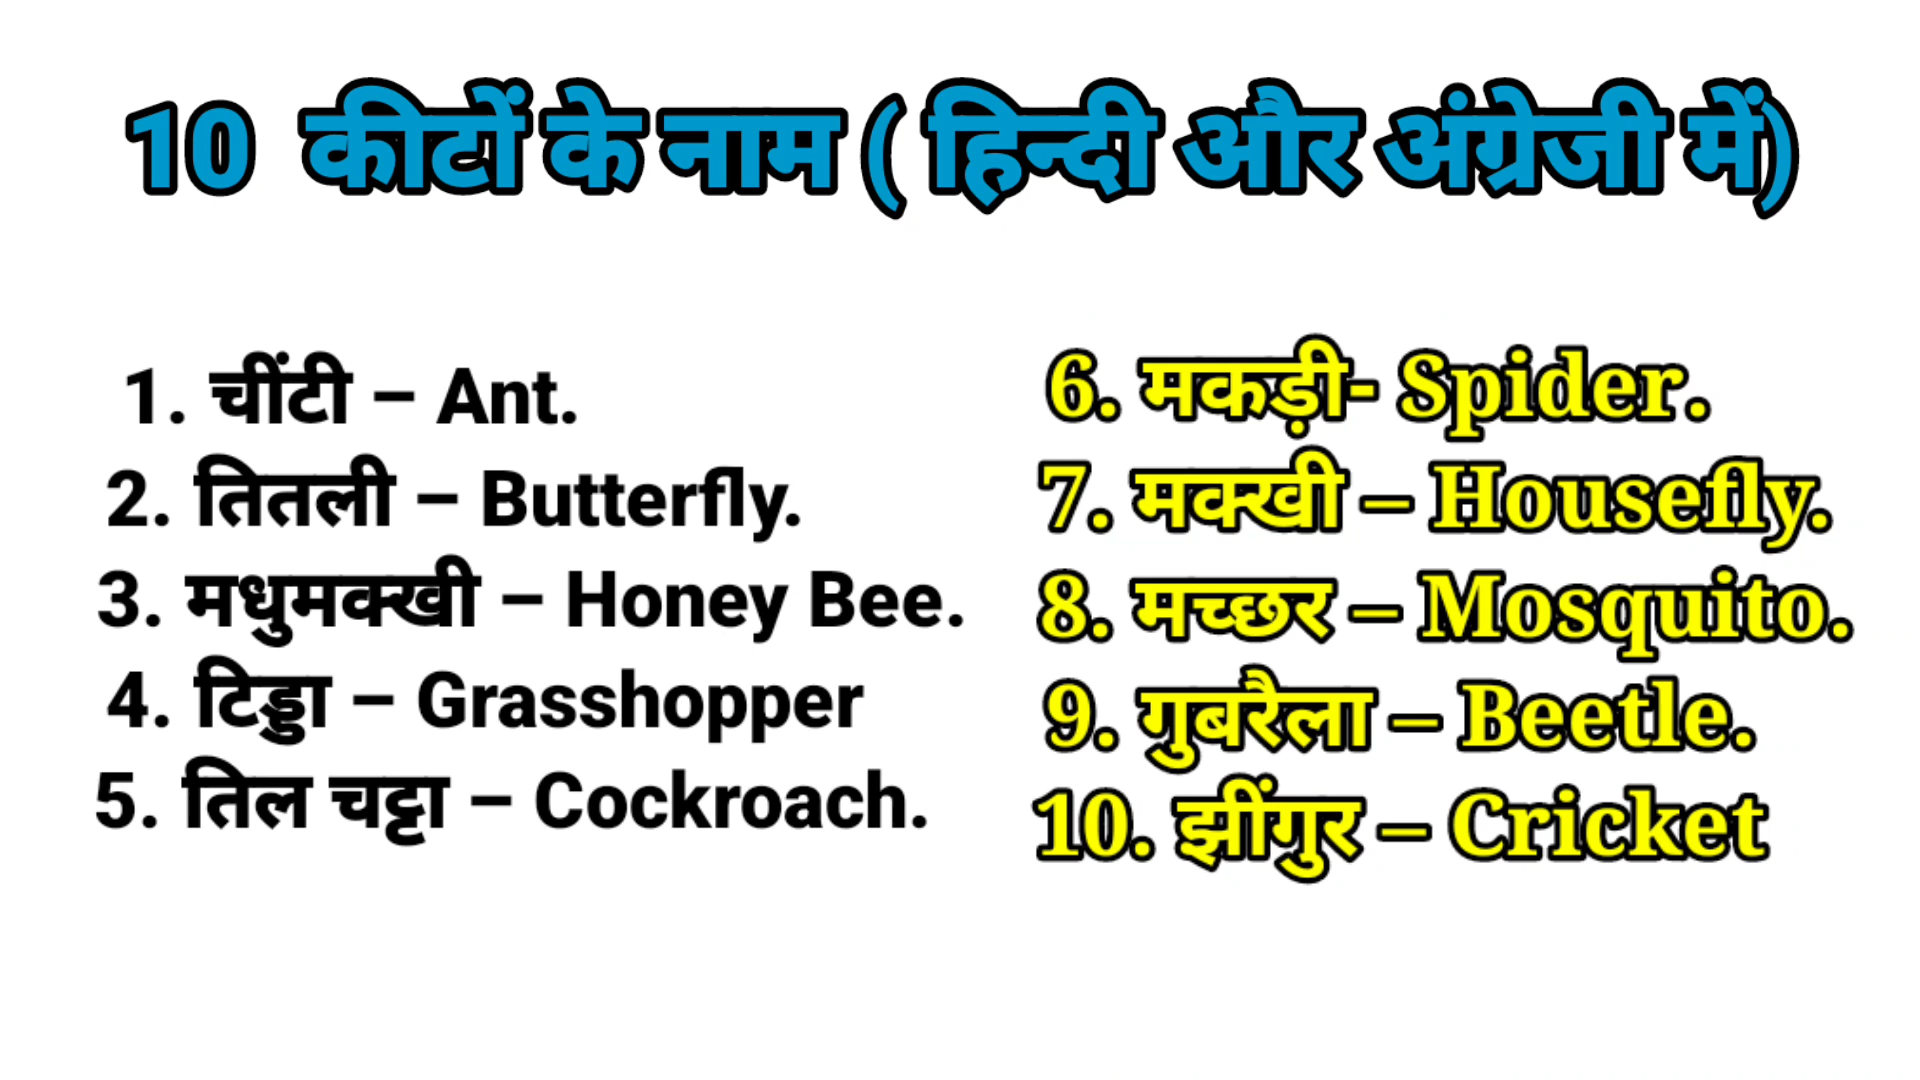 10 कीटों के नाम ( हिन्दी और अंग्रेजी में)
1. चींटी – Ant.
2. तितली – Butterfly.
3. मधुमक्खी – Honey Bee.
4. टिड्डा – Grasshopper
5. तिल चट्टा – Cockroach.
6. मकड़ी- Spider.
7. मक्खी – Housefly.
8. मच्छर – Mosquito.
9. गुबरैला – Beetle.
10. झींगुर – Cricket